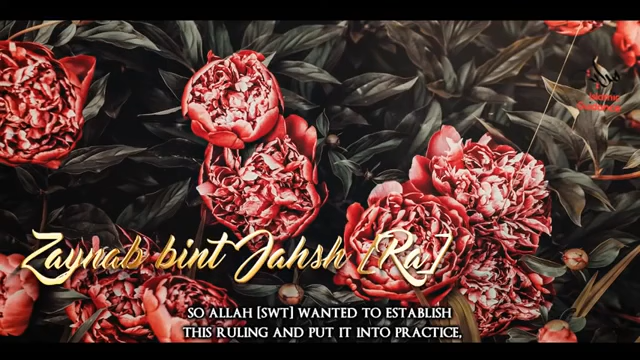 Zaynab bint Jahsh [Ra]
SO ALLAH [SWT] WANTED TO ESTABLISH
THIS RULING AND PUT IT INTO PRACTICE,